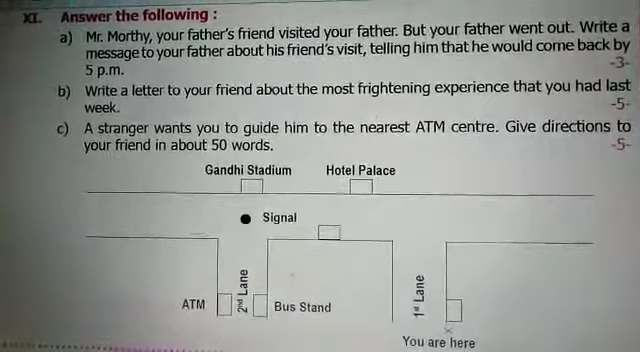 XI. Answer the following :
a) Mr. Morthy, your father's friend visited your father. But your father went out. Write a
message to your father about his friend's visit, telling him that he would come back by
5 p.m. -3-
b) Write a letter to your friend about the most frightening experience that you had last
week. -5-
c) A stranger wants you to guide him to the nearest ATM centre. Give directions to
your friend in about 50 words. -5-
Gandhi Stadium Hotel Palace
Signal
2nd Lane
1st Lane
ATM
Bus Stand
You are here